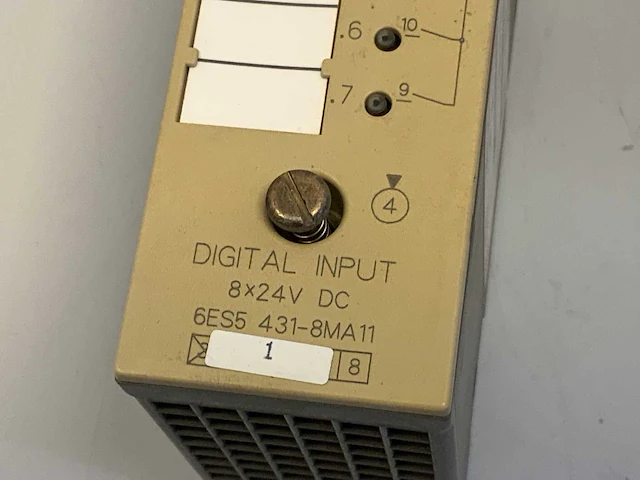 .6 10
.7 9
4
DIGITAL INPUT
8×24V DC
6ES5 431-8MA11
1 8